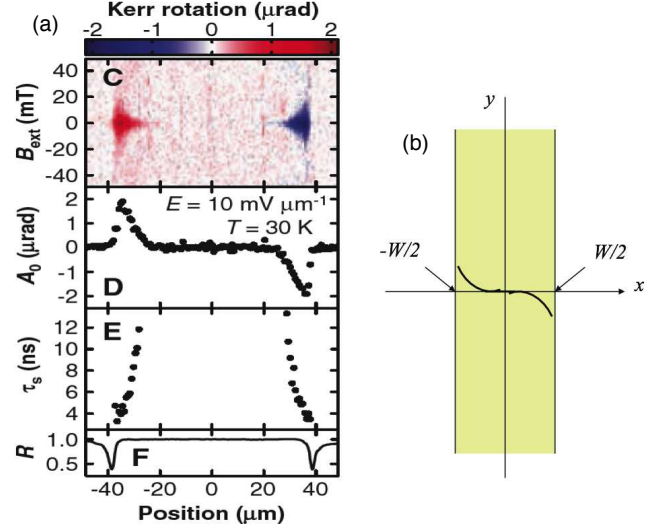 (a)
Kerr rotation (μrad)
-2 -1 0 1 2
C
B_ext (mT)
40
20
0
-20
-40
E = 10 mV μm⁻¹
T = 30 K
A₀ (μrad)
2
1
0
-1
-2
D
E
τ_s (ns)
12
10
8
6
4
R
1.0
0.5
F
-40 -20 0 20 40
Position (μm)
(b)
y
-W/2
W/2
x